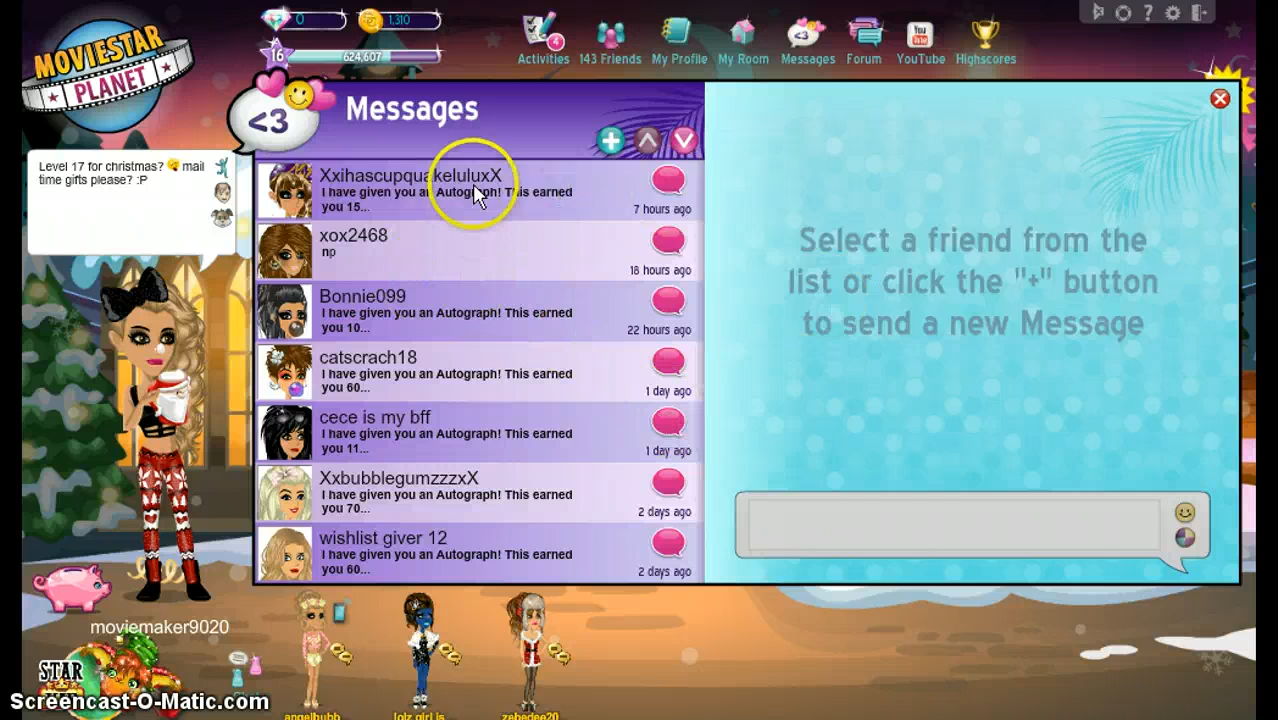 MOVIESTAR
PLANET
0
1,310
16
624,607
4
Activities
143 Friends
My Profile
My Room
<3
Messages
Forum
You
Tube
YouTube
Highscores
?
<3
Messages
Level 17 for christmas? mail
time gifts please? :P
XxihascupquakeluluxX
I have given you an Autograph! This earned
you 15...
7 hours ago
xox2468
np
18 hours ago
Bonnie099
I have given you an Autograph! This earned
you 10...
22 hours ago
catscrach18
I have given you an Autograph! This earned
you 60...
1 day ago
cece is my bff
I have given you an Autograph! This earned
you 11...
1 day ago
XxbubblegumzzzxX
I have given you an Autograph! This earned
you 70...
2 days ago
wishlist giver 12
I have given you an Autograph! This earned
you 60...
2 days ago
Select a friend from the
list or click the "+" button
to send a new Message
moviemaker9020
STAR
Screencast-O-Matic.com
angelbubb
lolz girl is
zebedee20